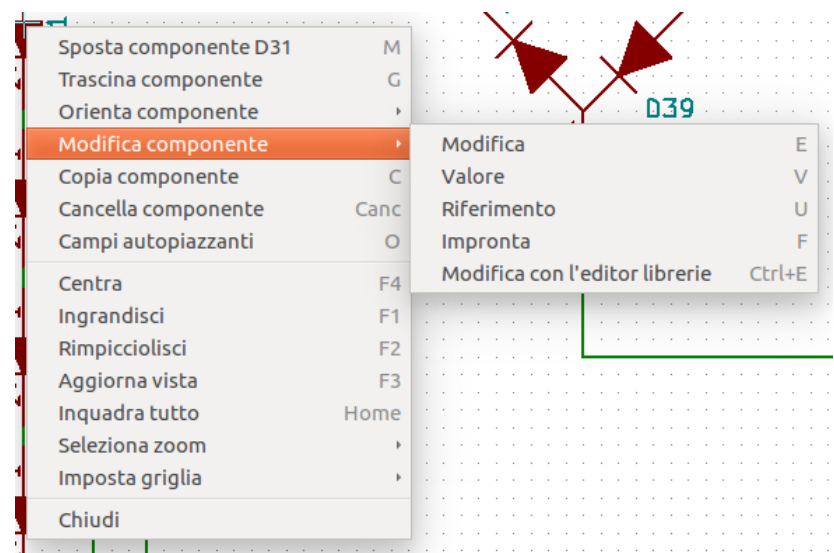 Sposta componente D31 M
Trascina componente G
Orienta componente
Modifica componente
Copia componente C
Cancella componente Canc
Campi autopiazzanti O
Centra F4
Ingrandisci F1
Rimpicciolisci F2
Aggiorna vista F3
Inquadra tutto Home
Seleziona zoom
Imposta griglia
Chiudi
D39
Modifica E
Valore V
Riferimento U
Impronta F
Modifica con l'editor librerie Ctrl+E